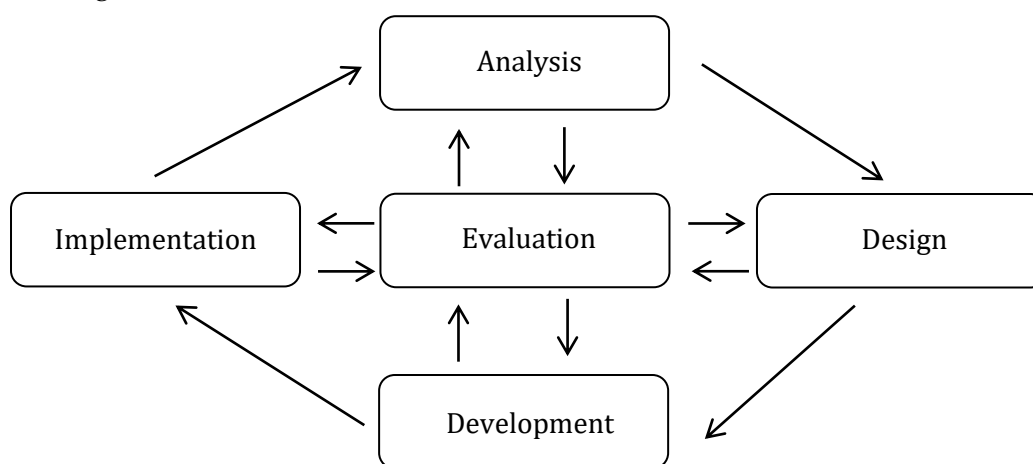 Analysis
Implementation
Evaluation
Design
Development